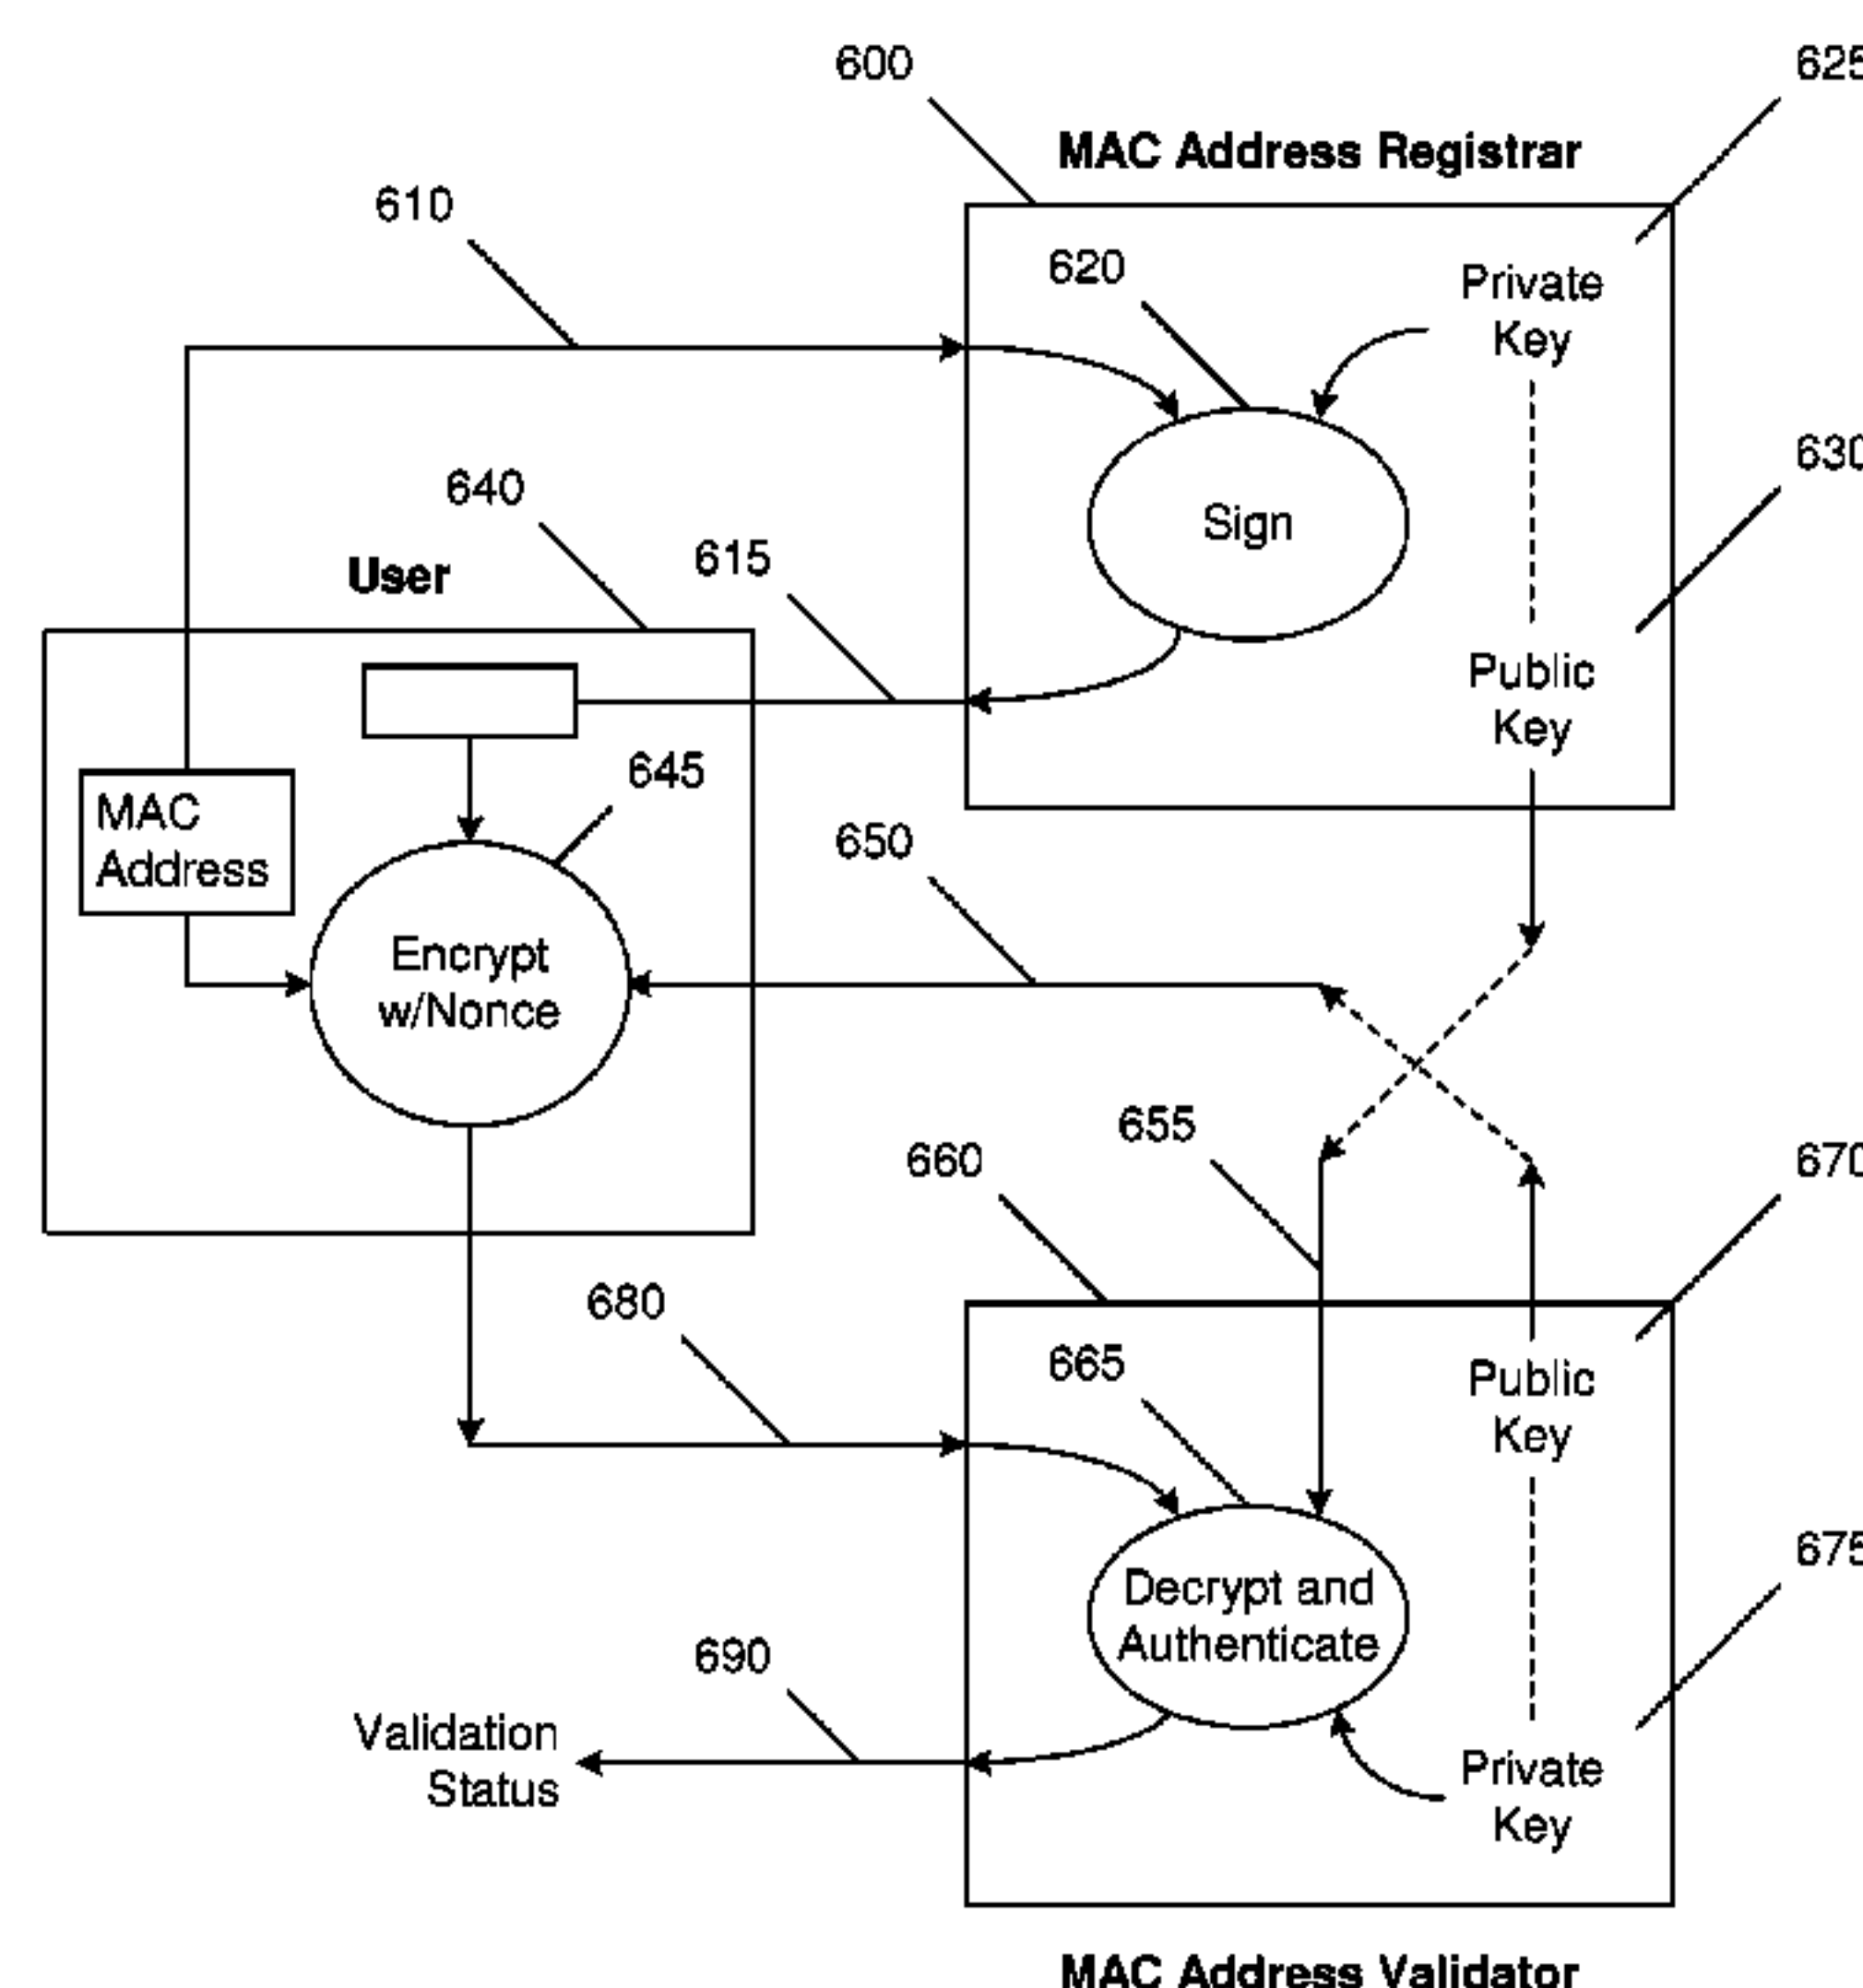 600
625
MAC Address Registrar
610
620
Private
Key
640
630
Sign
User
615
Public
Key
645
MAC
Address
650
Encrypt
w/Nonce
655
660
670
680
665
Public
Key
675
Decrypt and
Authenticate
690
Validation
Status
Private
Key
MAC Address Validator